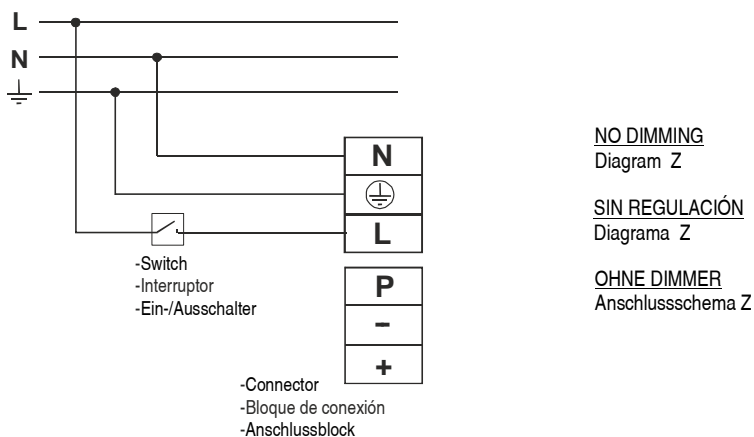 L
N
N
L
-Switch
-Interruptor
-Ein-/Ausschalter
P
-
+
-Connector
-Bloque de conexión
-Anschlussblock
NO DIMMING
Diagram Z
SIN REGULACIÓN
Diagrama Z
OHNE DIMMER
Anschlussschema Z